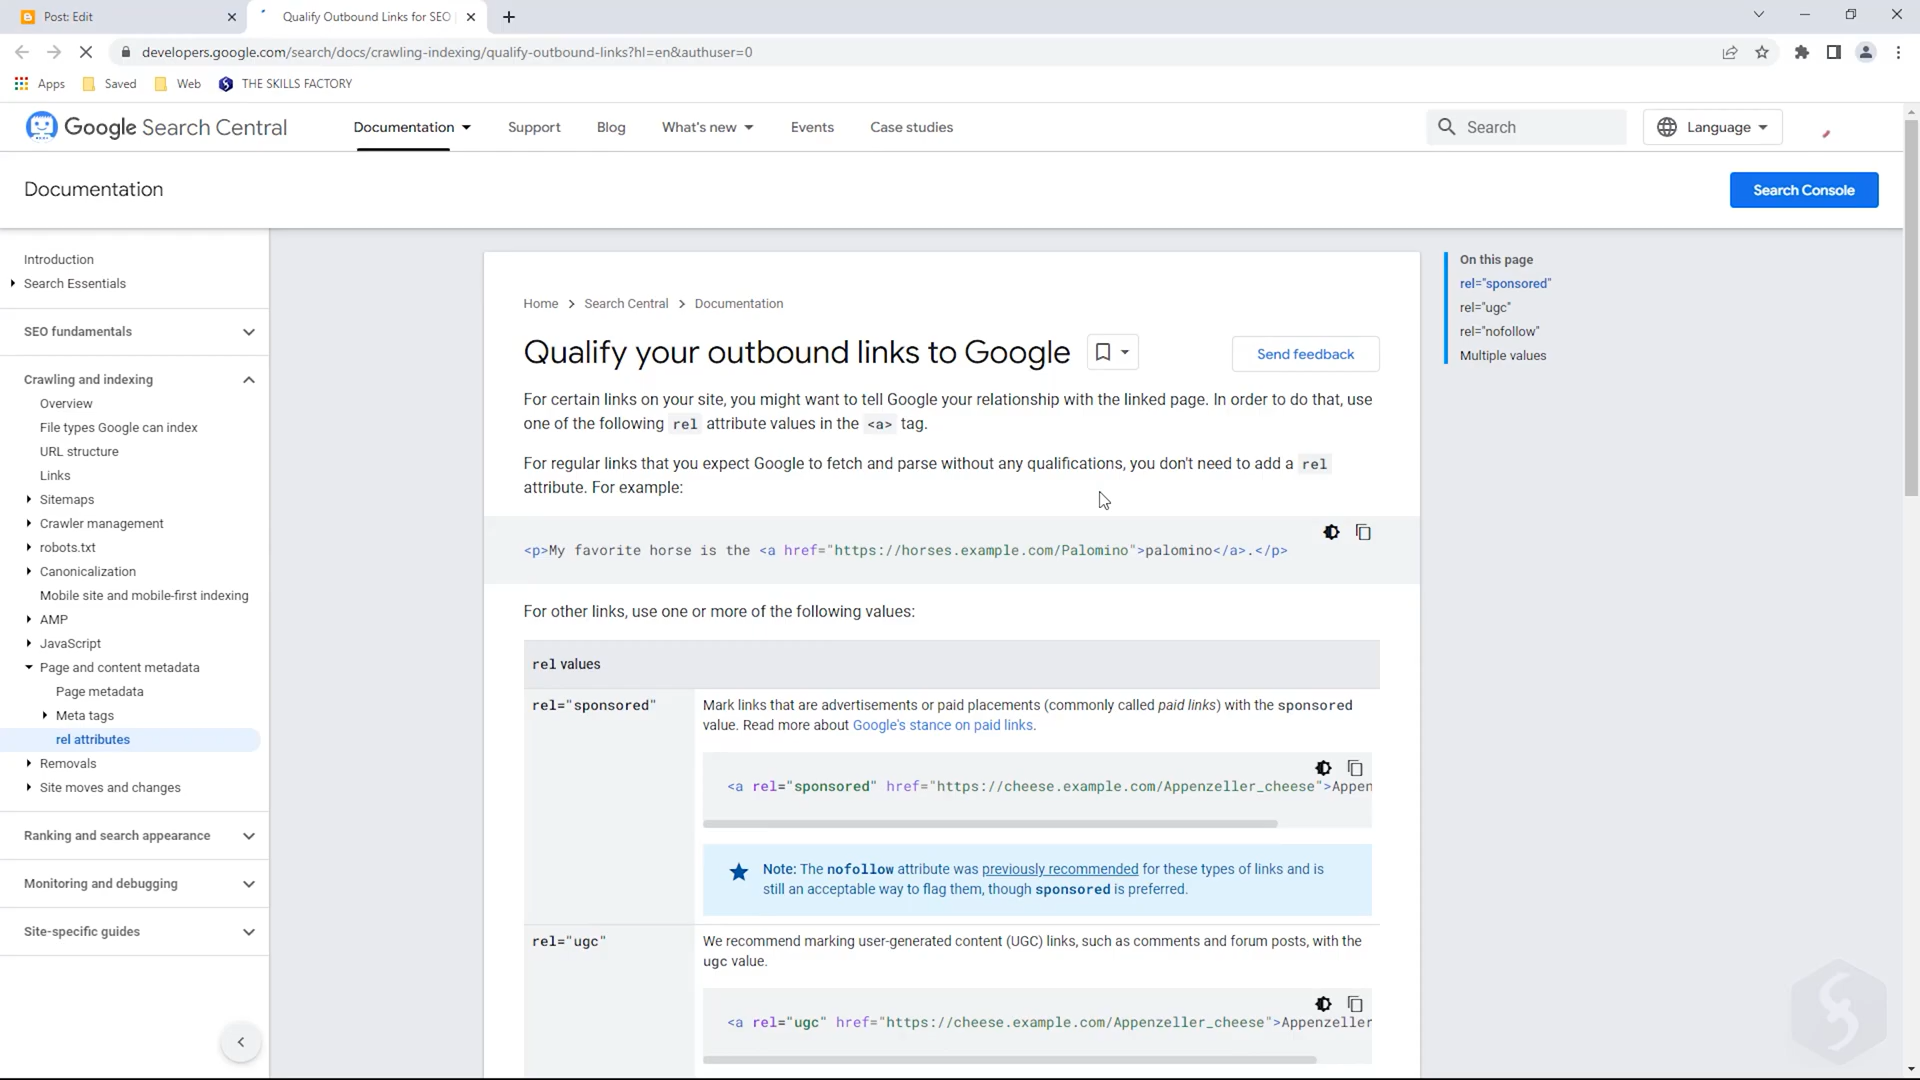 Post: Edit
Qualify Outbound Links for SEO
developers.google.com/search/docs/crawling-indexing/qualify-outbound-links?hl=en&authuser=0
Apps Saved Web THE SKILLS FACTORY
Google Search Central
Documentation Support Blog What's new Events Case studies
Search
Language
Documentation
Search Console
Introduction
Search Essentials
SEO fundamentals
Crawling and indexing
Overview
File types Google can index
URL structure
Links
Sitemaps
Crawler management
robots.txt
Canonicalization
Mobile site and mobile-first indexing
AMP
JavaScript
Page and content metadata
Page metadata
Meta tags
rel attributes
Removals
Site moves and changes
Ranking and search appearance
Monitoring and debugging
Site-specific guides
Home > Search Central > Documentation
Qualify your outbound links to Google
Send feedback
For certain links on your site, you might want to tell Google your relationship with the linked page. In order to do that, use
one of the following rel attribute values in the <a> tag.
For regular links that you expect Google to fetch and parse without any qualifications, you don't need to add a rel
attribute. For example:
<p>My favorite horse is the <a href="https://horses.example.com/Palomino">palomino</a>.</p>
For other links, use one or more of the following values:
rel values
rel="sponsored"
Mark links that are advertisements or paid placements (commonly called paid links) with the sponsored
value. Read more about Google's stance on paid links.
<a rel="sponsored" href="https://cheese.example.com/Appenzeller_cheese">Appen
Note: The nofollow attribute was previously recommended for these types of links and is
still an acceptable way to flag them, though sponsored is preferred.
rel="ugc"
We recommend marking user-generated content (UGC) links, such as comments and forum posts, with the
ugc value.
<a rel="ugc" href="https://cheese.example.com/Appenzeller_cheese">Appenzeller
On this page
rel="sponsored"
rel="ugc"
rel="nofollow"
Multiple values